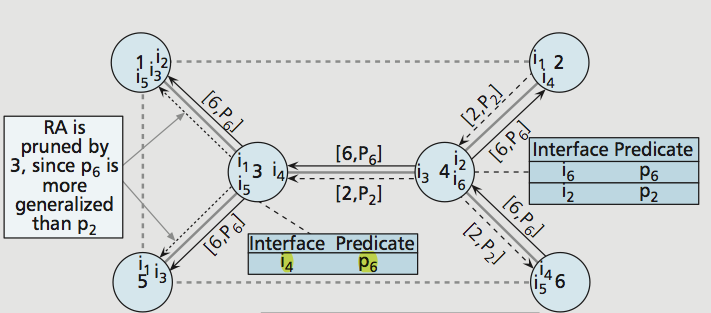 1 i2
i5 i3
i1 2
i4
[6,P6]
[2,P2]
[6,P6]
RA is
pruned by
3, since p6 is
more
generalized
than p2
i1 3 i4
i5
[6,P6]
[2,P2]
i3 4 i2
i6
Interface Predicate
i6 p6
i2 p2
[6,P6]
Interface Predicate
i4 p6
[6,P6]
[2,P2]
i1 i3
5
i4 6
i5